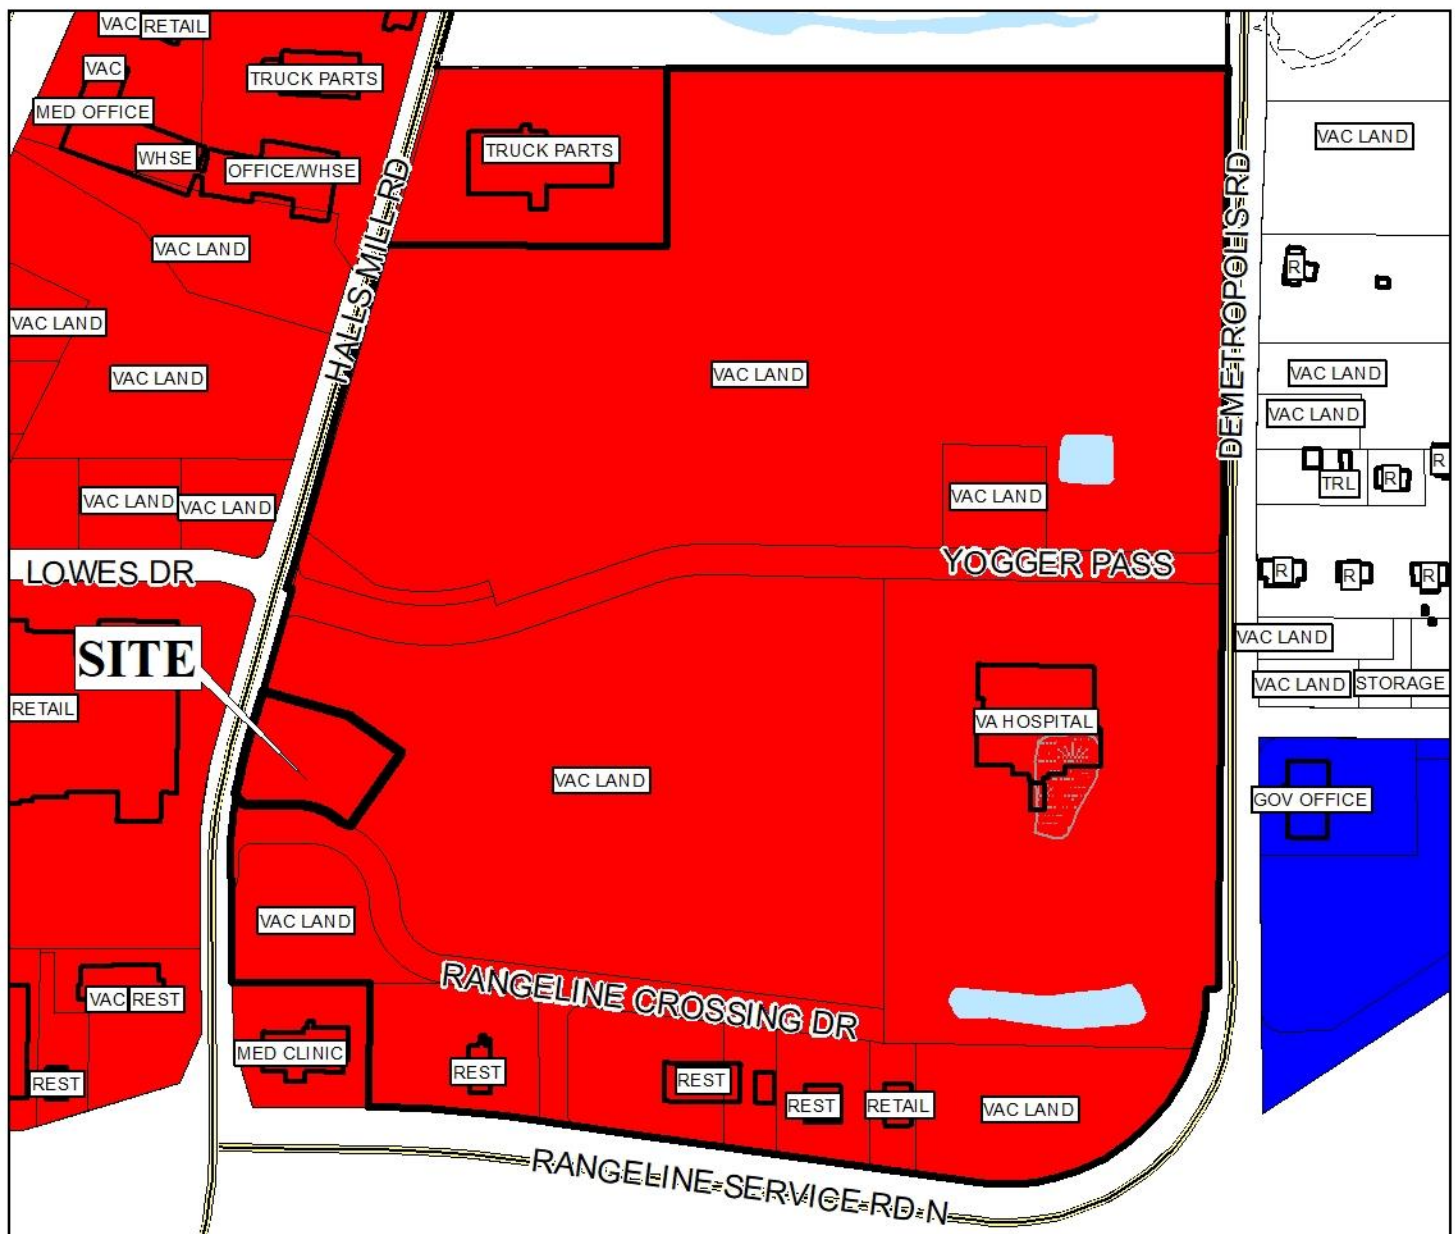 VAC
RETAIL
VAC
TRUCK PARTS
MED OFFICE
WHSE
OFFICE/WHSE
TRUCK PARTS
VAC LAND
VAC LAND
HALLS MILL RD
DEMETROPOLIS RD
R
VAC LAND
VAC LAND
VAC LAND
VAC LAND
VAC LAND
R
TRL
R
VAC LAND
VAC LAND
VAC LAND
LOWES DR
YOGGER PASS
R
R
R
SITE
VAC LAND
VAC LAND
STORAGE
RETAIL
VA HOSPITAL
VAC LAND
GOV OFFICE
VAC LAND
RANGELINE CROSSING DR
VAC
REST
MED CLINIC
REST
REST
REST
REST
RETAIL
VAC LAND
RANGELINE SERVICE RD N